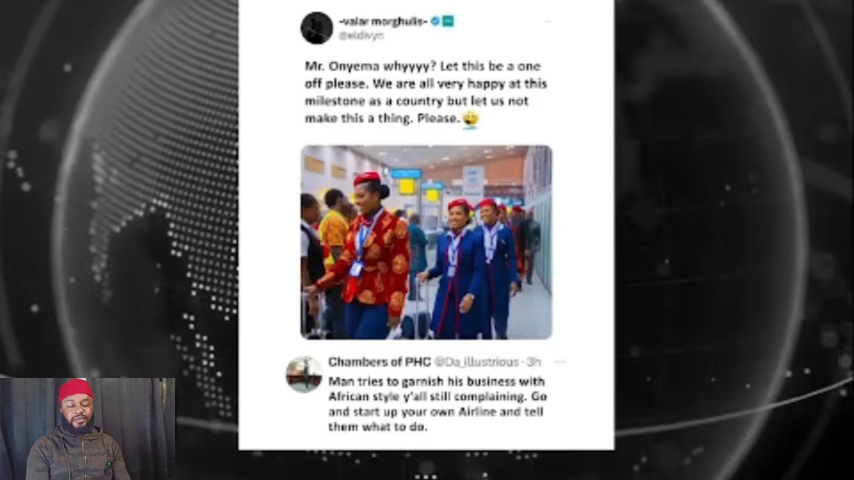 -valar morghulis-
@eldivyn
Mr. Onyema whyyyy? Let this be a one
off please. We are all very happy at this
milestone as a country but let us not
make this a thing. Please.😅
Chambers of PHC @Da_illustrious · 3h
Man tries to garnish his business with
African style y'all still complaining. Go
and start up your own Airline and tell
them what to do.